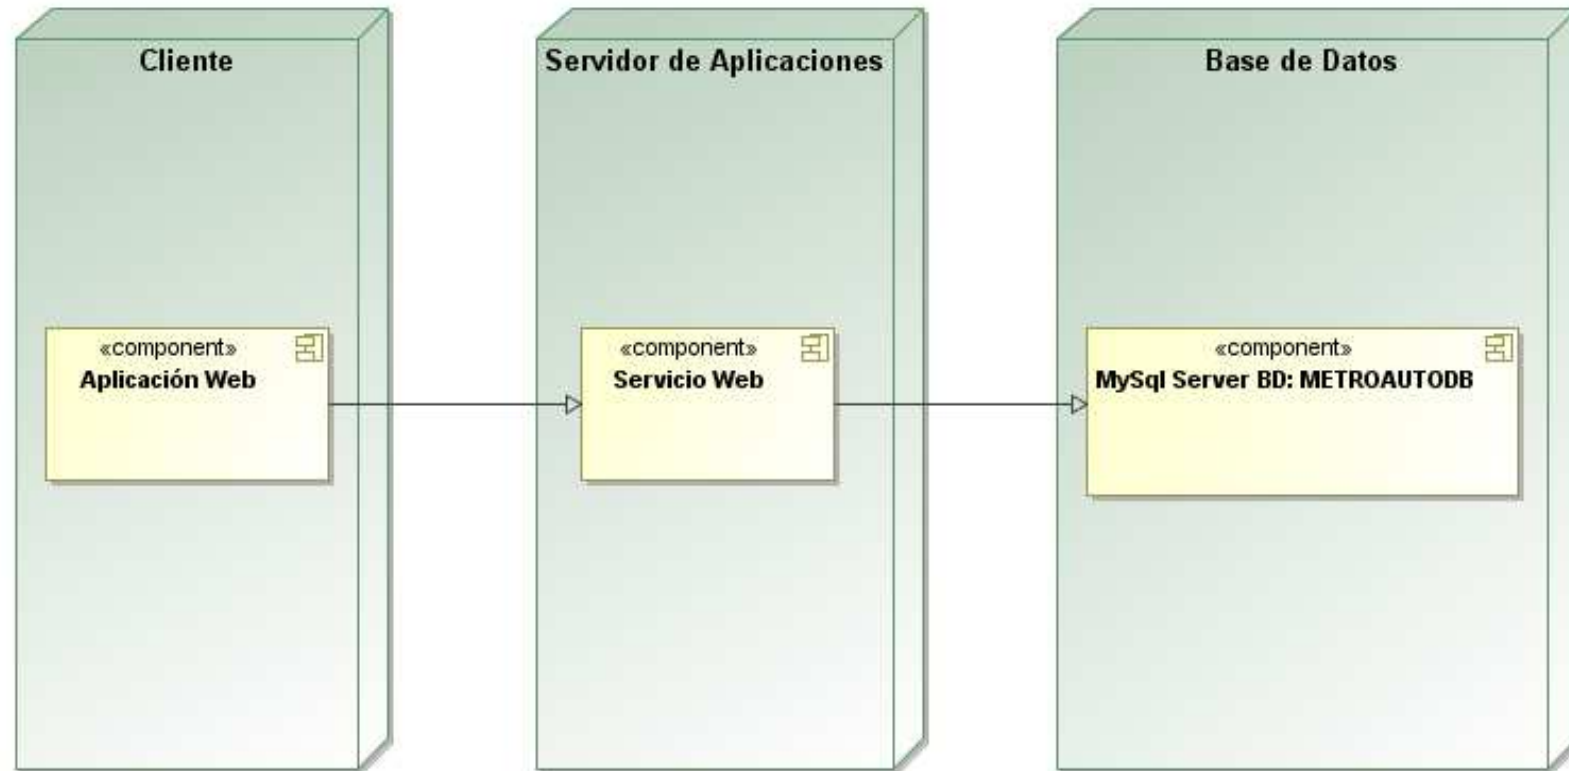 Cliente
«component»
Aplicación Web
Servidor de Aplicaciones
«component»
Servicio Web
Base de Datos
«component»
MySql Server BD: METROAUTODB